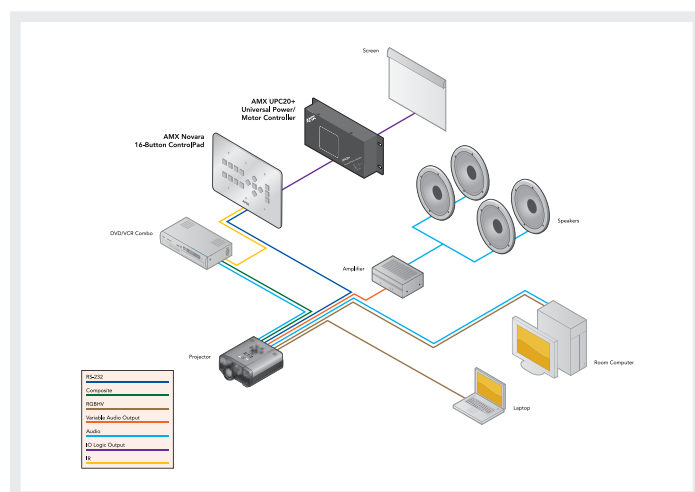 Screen
AMX UPC20+
Universal Power/
Motor Controller
AMX Novara
16-Button ControlPad
DVD/VCR Combo
Speakers
Amplifier
Projector
Room Computer
Laptop
RS-232
Composite
RGBHV
Variable Audio Output
Audio
IO Logic Output
IR